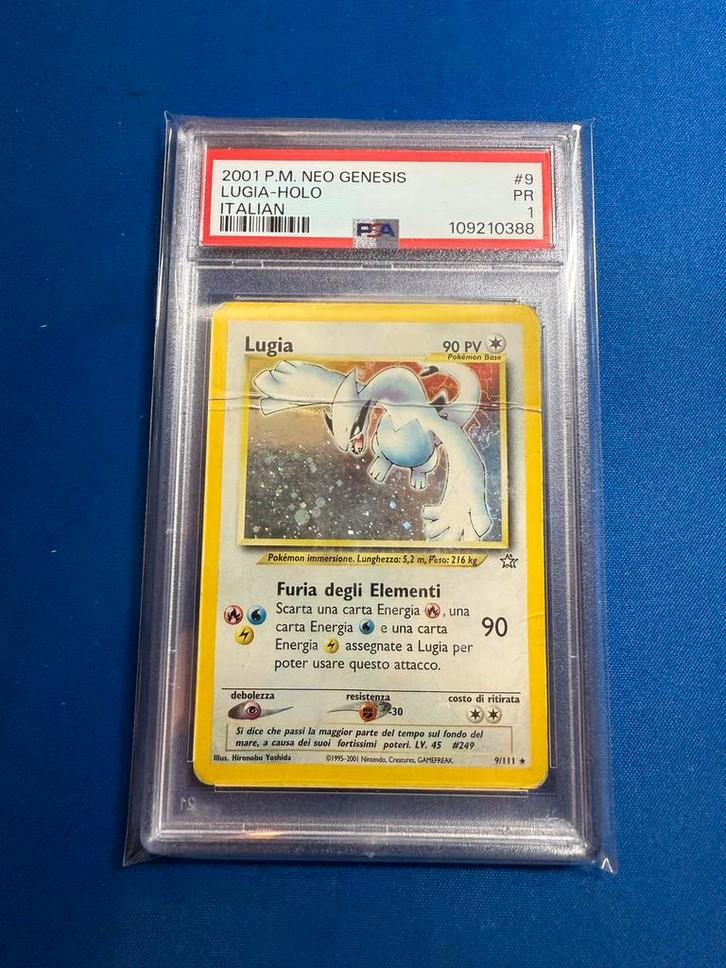 2001 P.M. NEO GENESIS #9
LUGIA-HOLO PR
ITALIAN 1
PSA 109210388
Lugia 90 PV
Pokémon Base
Pokémon immersione. Lunghezza: 5,2 m, Peso: 216 kg
Furia degli Elementi
Scarta una carta Energia , una
carta Energia e una carta
Energia assegnate a Lugia per
poter usare questo attacco.
90
debolezza resistenza costo di ritirata
-30
Si dice che passi la maggior parte del tempo sul fondo del
mare, a causa dei suoi fortissimi poteri. LV. 45 #249
Illus. Hironobu Yoshida ©1995-2001 Nintendo, Creatures, GAMEFREAK. 9/111 ★